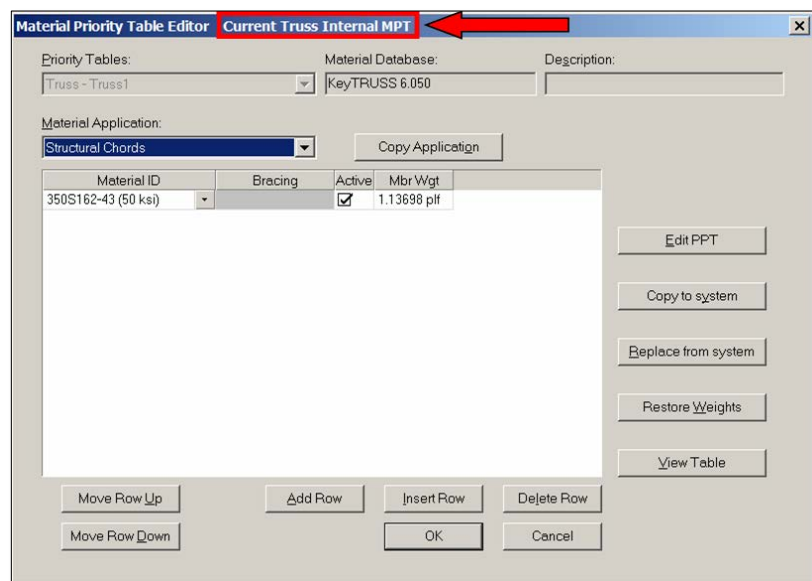 Material Priority Table Editor Current Truss Internal MPT
Priority Tables: Material Database: Description:
Truss - Truss1 KeyTRUSS 6.050
Material Application:
Structural Chords Copy Application
Material ID Bracing Active Mbr Wgt
350S162-43 (50 ksi) 1.13698 plf
Edit PPT
Copy to system
Replace from system
Restore Weights
View Table
Move Row Up Add Row Insert Row Delete Row
Move Row Down OK Cancel